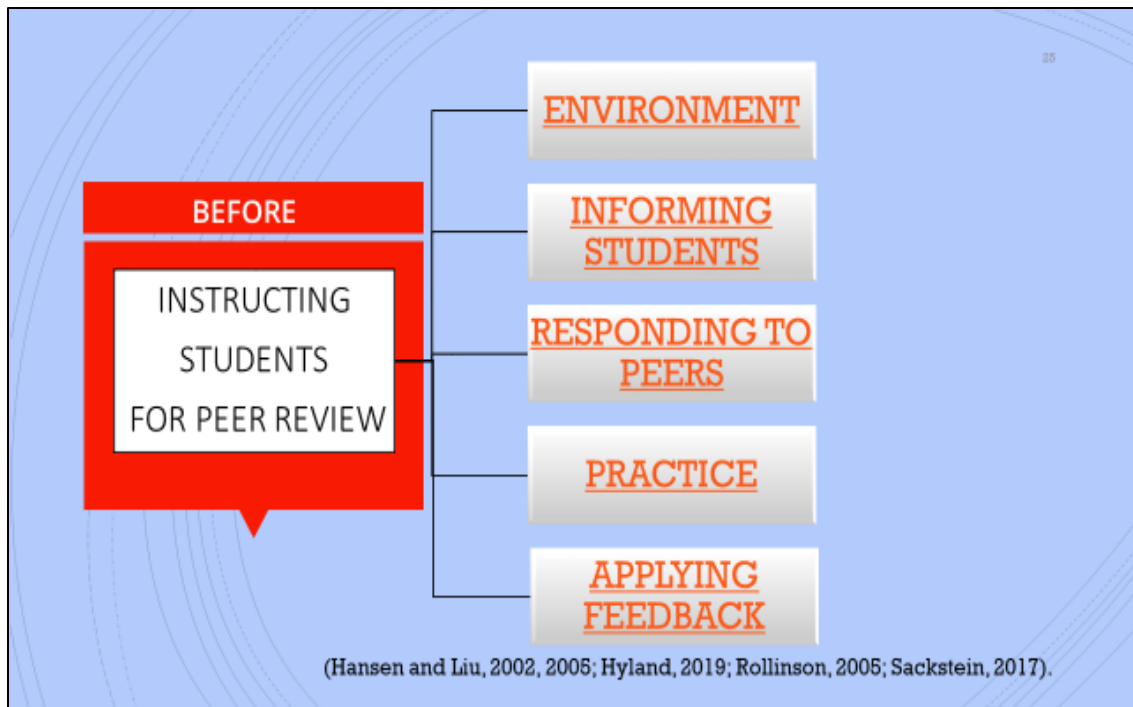 25
ENVIRONMENT
BEFORE
INFORMING
STUDENTS
INSTRUCTING
STUDENTS
FOR PEER REVIEW
RESPONDING TO
PEERS
PRACTICE
APPLYING
FEEDBACK
(Hansen and Liu, 2002, 2005; Hyland, 2019; Rollinson, 2005; Sackstein, 2017).